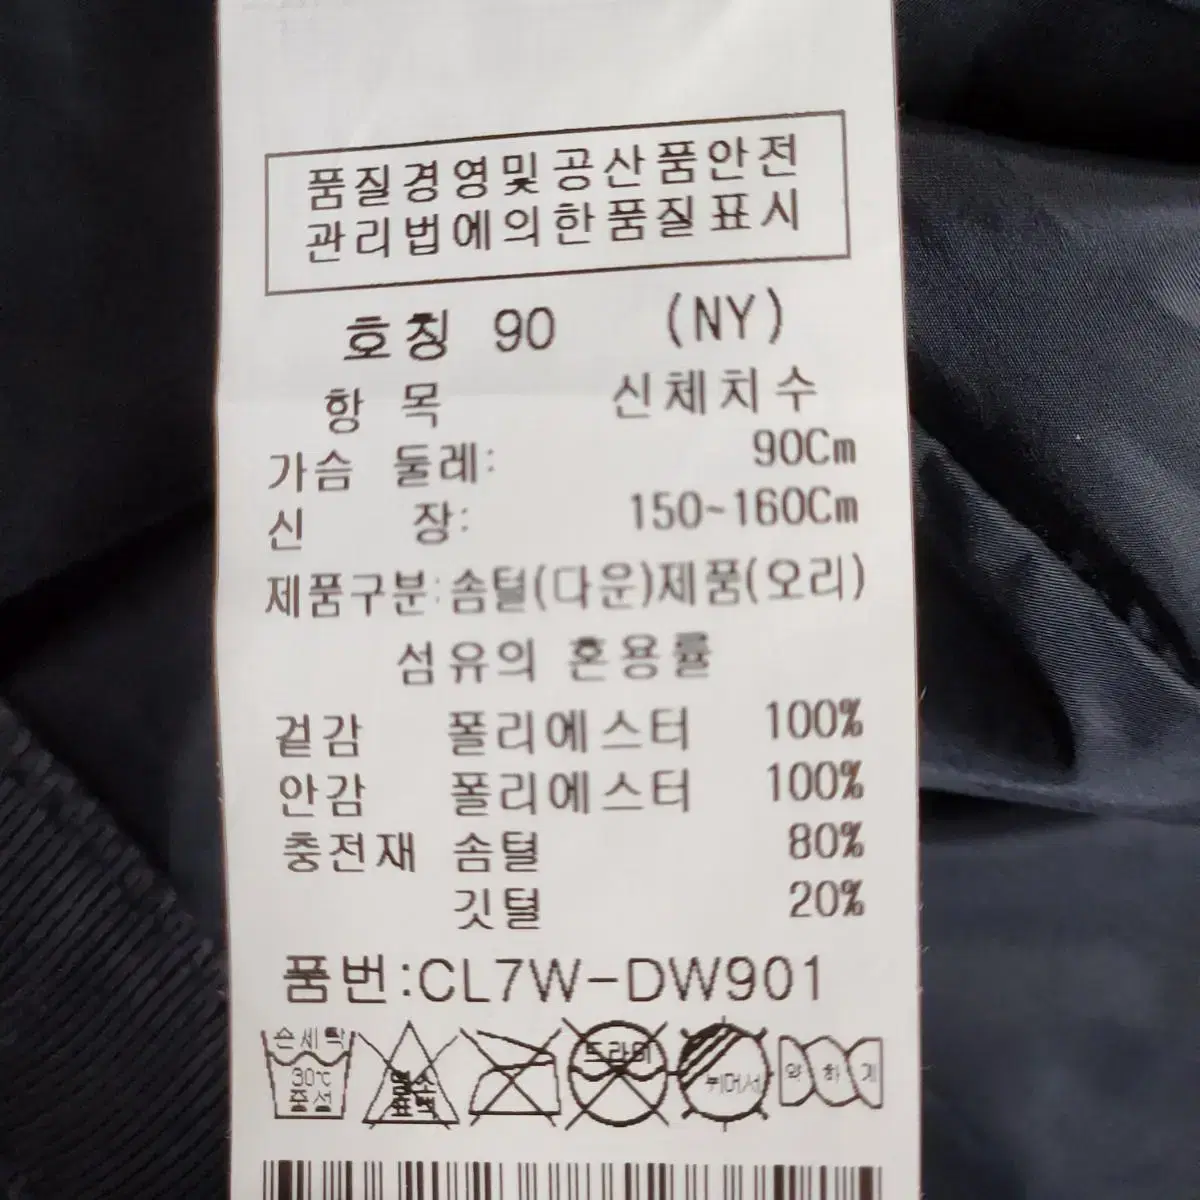 품질경영및공산품안전
관리법에의한품질표시
호칭 90 (NY)
항 목 신체치수
가슴 둘레: 90Cm
신 장: 150~160Cm
제품구분:솜털(다운)제품(오리)
섬유의 혼용률
겉감 폴리에스터 100%
안감 폴리에스터 100%
충전재 솜털 80%
깃털 20%
품번:CL7W-DW901
손세탁
30℃
중성
염소
표백
드라이
뉘어서
약하게